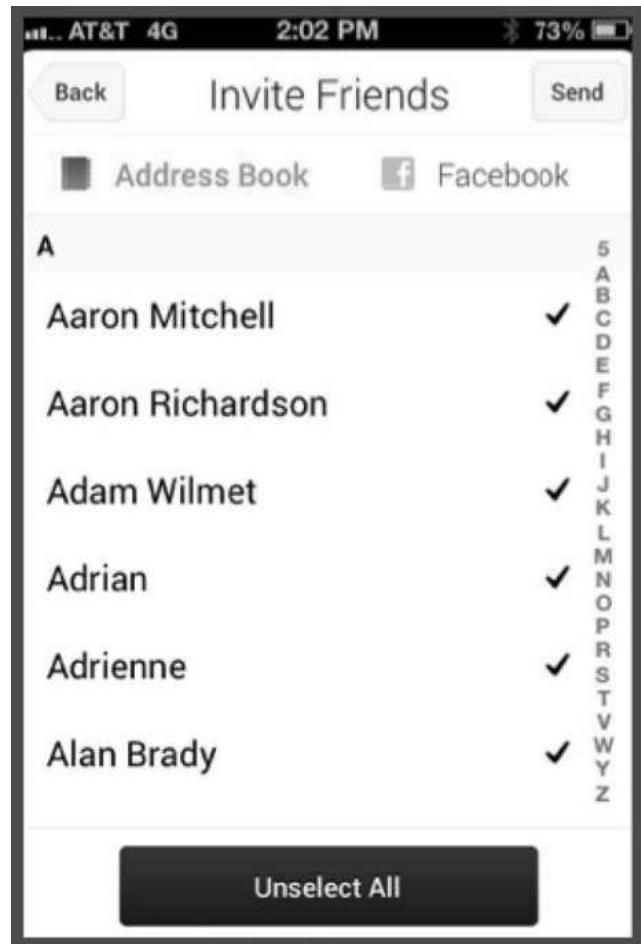 AT&T 4G 2:02 PM 73%
Back Invite Friends Send
Address Book Facebook
A
Aaron Mitchell
Aaron Richardson
Adam Wilmet
Adrian
Adrienne
Alan Brady
Unselect All
5
A
B
C
D
E
F
G
H
I
J
K
L
M
N
O
P
R
S
T
V
W
Y
Z